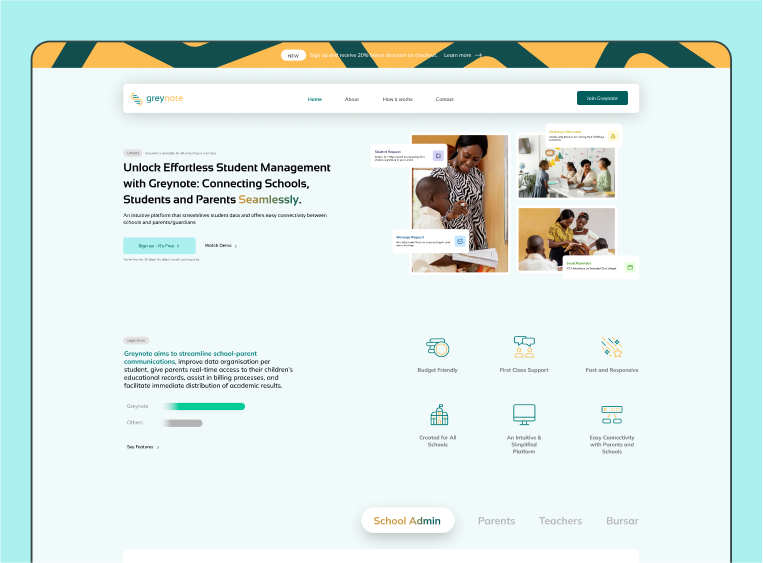 NEW
Sign up and receive 20% bonus discount on checkout. Learn more
greynote
Home
About
How it works
Contact
Join Greynote
Unlock Effortless Student Management
with Greynote: Connecting Schools,
Students and Parents Seamlessly.
An intuitive platform that streamlines student data and offers easy connectivity between
schools and parents/guardians
Sign up - It's Free
Watch Demo
Student Request
Message Request
Event Reminder
Greynote aims to streamline school-parent
communications, improve data organisation per
student, give parents real-time access to their children's
educational records, assist in billing processes, and
facilitate immediate distribution of academic results.
Greynote
Others
See Features
Budget Friendly
First Class Support
Fast and Responsive
Created for All
Schools
An Intuitive &
Simplified
Platform
Easy Connectivity
with Parents and
Schools
School Admin
Parents
Teachers
Bursar